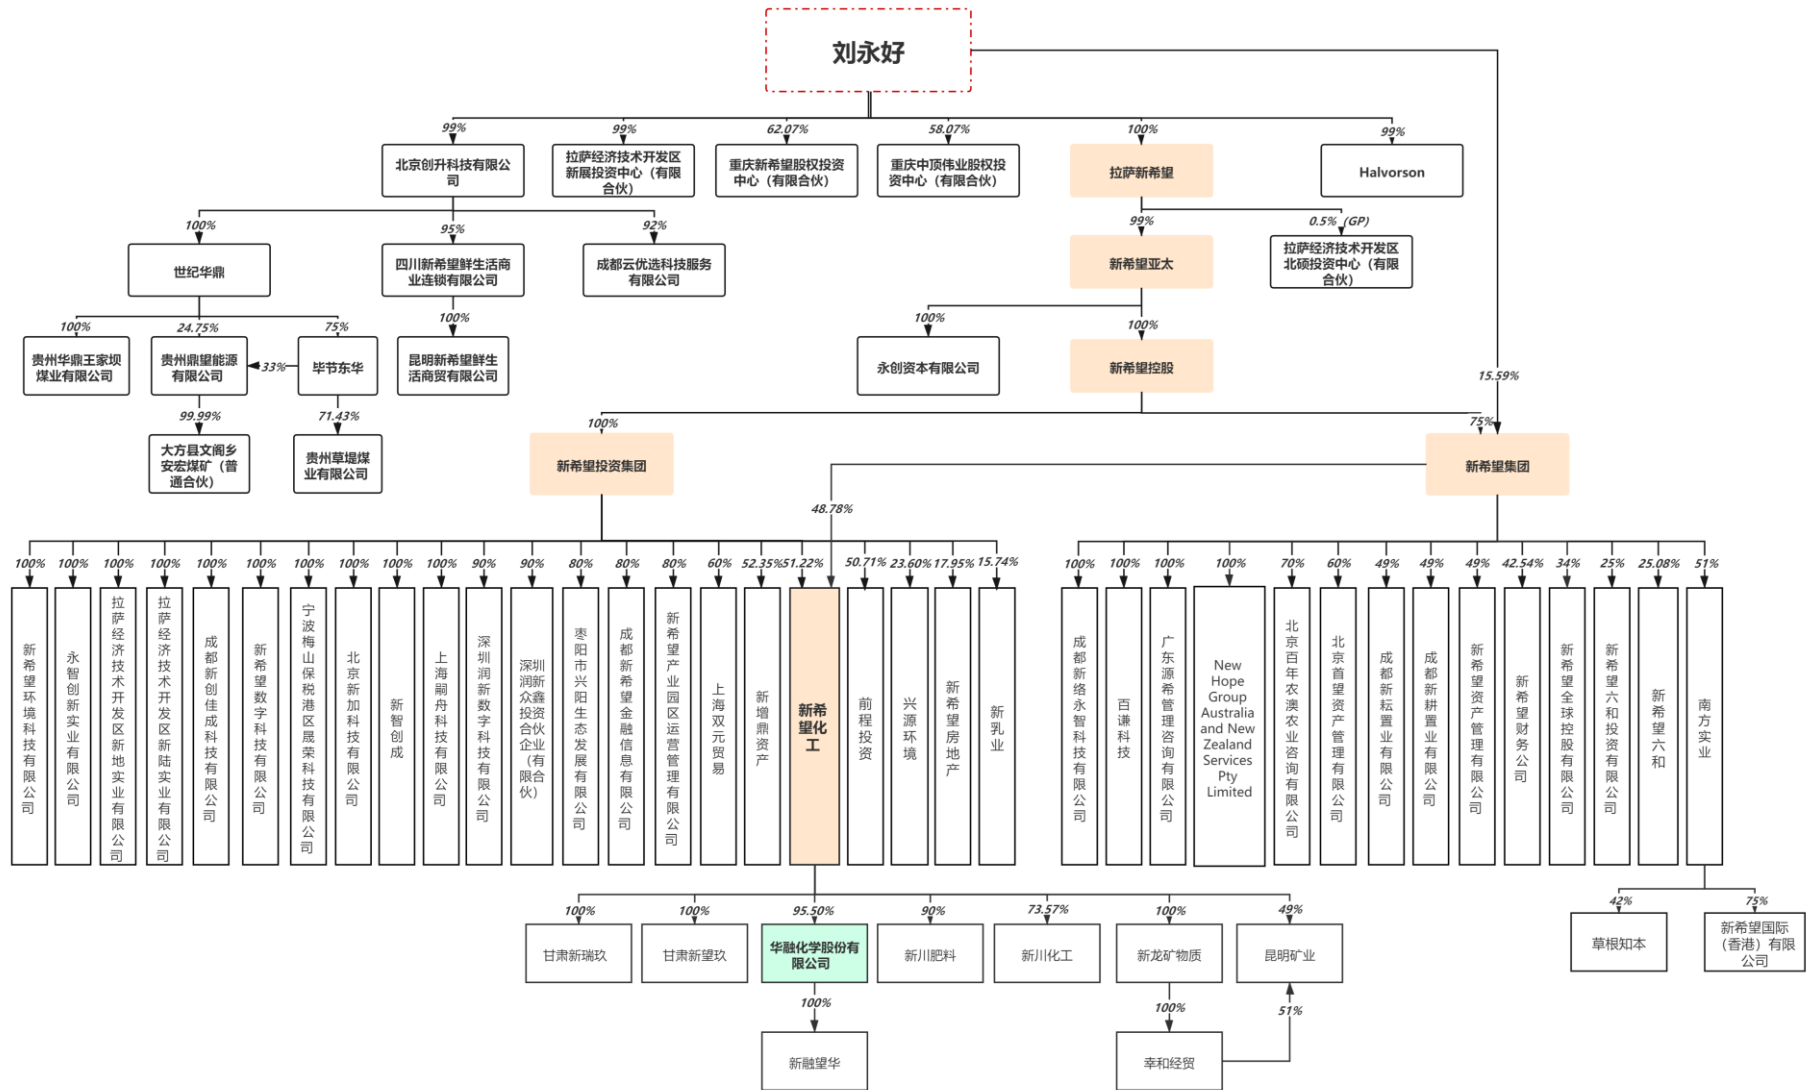 刘永好
99%
99%
62.07%
58.07%
100%
99%
北京创升科技有限公
司
拉萨经济技术开发区
新展投资中心（有限
合伙）
重庆新希望股权投资
中心（有限合伙）
重庆中顶伟业股权投
资中心（有限合伙）
拉萨新希望
Halvorson
100%
95%
92%
99%
0.5% (GP)
世纪华鼎
四川新希望鲜生活商
业连锁有限公司
成都云优选科技服务
有限公司
新希望亚太
拉萨经济技术开发区
北硕投资中心（有限
合伙）
100%
24.75%
75%
100%
100%
100%
贵州华鼎王家坝
煤业有限公司
贵州鼎望能源
有限公司
33%
毕节东华
昆明新希望鲜生
活商贸有限公司
永创资本有限公司
新希望控股
15.59%
99.99%
71.43%
100%
75%
大方县文阁乡
安宏煤矿（普
通合伙）
贵州草堤煤
业有限公司
新希望投资集团
新希望集团
48.78%
100%
100%
100%
100%
100%
100%
100%
100%
100%
100%
90%
90%
80%
80%
80%
60%
52.35%
51.22%
50.71%
23.60%
17.95%
15.74%
100%
100%
100%
100%
70%
60%
49%
49%
49%
42.54%
34%
25%
25.08%
51%
新希望环境科技有限公司
永智创新实业有限公司
拉萨经济技术开发区新地实业有限公司
拉萨经济技术开发区新陆实业有限公司
成都新创佳成科技有限公司
新希望数字科技有限公司
宁波梅山保税港区晟荣科技有限公司
北京新加科技有限公司
新智创成
上海嗣舟科技有限公司
深圳润新数字科技有限公司
深圳
润新
众鑫
投资
合伙
企业
（有
限合
伙）
枣阳市兴阳生态发展有限公司
成都新希望金融信息有限公司
新希望产业园区运营管理有限公司
上海双元贸易
新增鼎资产
新希望化工
前程投资
兴源环境
新希望房地产
新乳业
成都新络永智科技有限公司
百谦科技
广东源希管理咨询有限公司
New
Hope
Group
Australia
and New
Zealand
Services
Pty
Limited
北京百年农澳农业咨询有限公司
北京首望资产管理有限公司
成都新耘置业有限公司
成都新耕置业有限公司
新希望资产管理有限公司
新希望财务公司
新希望全球控股有限公司
新希望六和投资有限公司
新希望六和
南方实业
100%
100%
95.50%
90%
73.57%
100%
49%
42%
75%
甘肃新瑞玖
甘肃新望玖
华融化学股份有
限公司
新川肥料
新川化工
新龙矿物质
昆明矿业
草根知本
新希望国际
（香港）有限
公司
100%
100%
51%
新融望华
幸和经贸